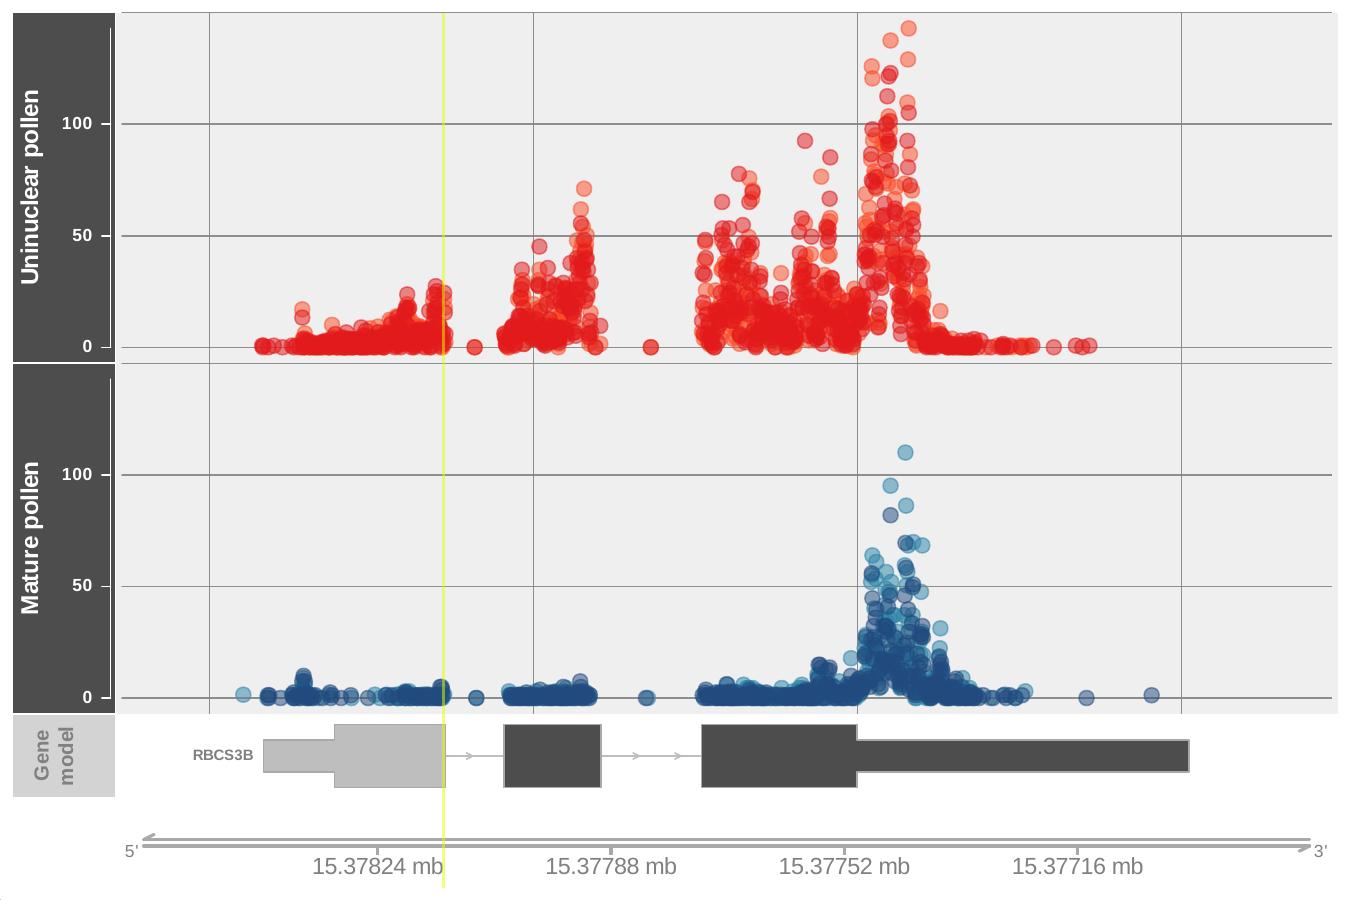 Uninuclear pollen
100
50
0
Mature pollen
100
50
0
Gene
model
RBCS3B
5'
3'
15.37824 mb
15.37788 mb
15.37752 mb
15.37716 mb